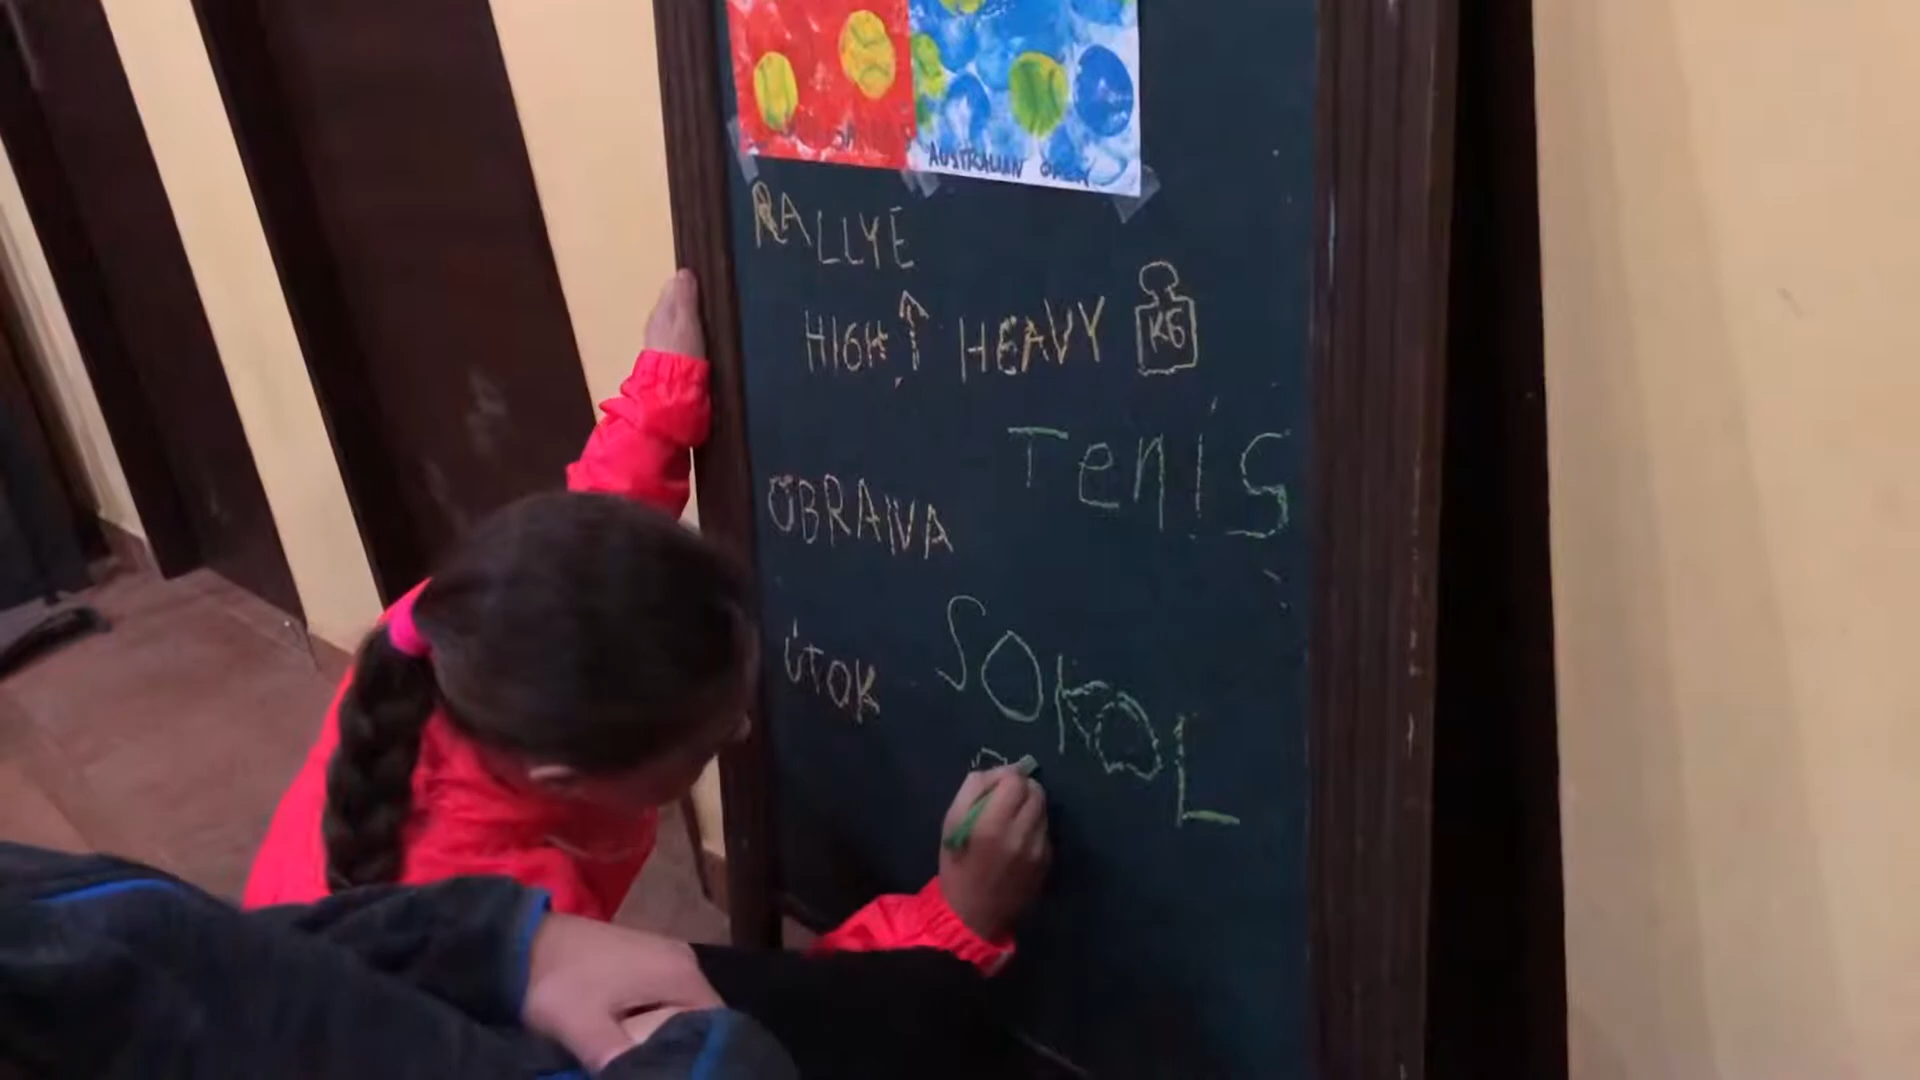 AUSTRALIAN OPEN
RALLYE
HIGH↑ HEAVY KG
TENIS
OBRANA
ÚTOK
SOKOL